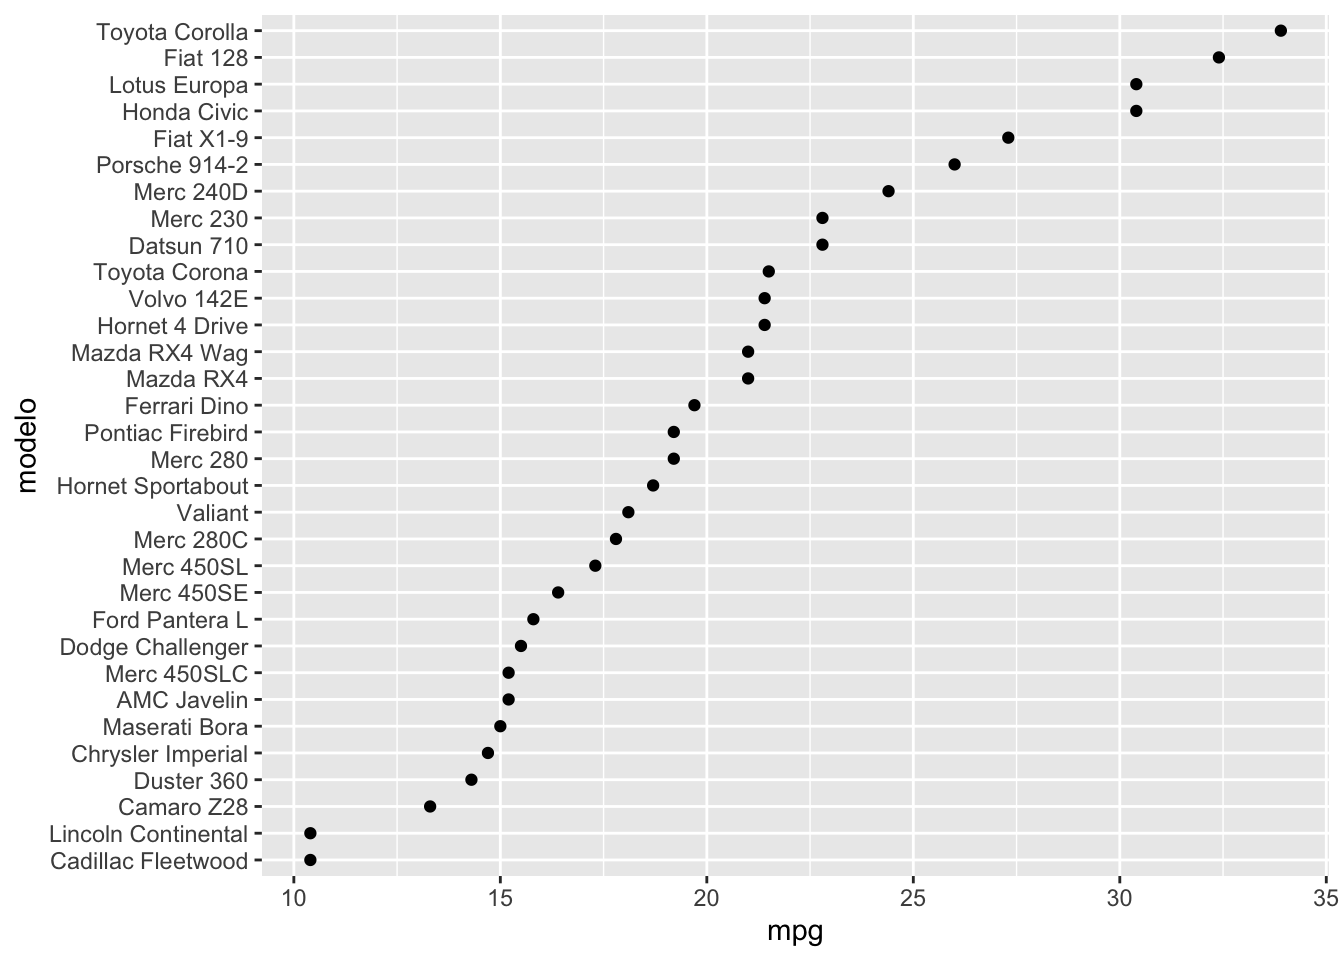 Toyota Corolla
Fiat 128
Lotus Europa
Honda Civic
Fiat X1-9
Porsche 914-2
Merc 240D
Merc 230
Datsun 710
Toyota Corona
Volvo 142E
Hornet 4 Drive
Mazda RX4 Wag
Mazda RX4
Ferrari Dino
Pontiac Firebird
Merc 280
Hornet Sportabout
Valiant
Merc 280C
Merc 450SL
Merc 450SE
Ford Pantera L
Dodge Challenger
Merc 450SLC
AMC Javelin
Maserati Bora
Chrysler Imperial
Duster 360
Camaro Z28
Lincoln Continental
Cadillac Fleetwood
modelo
10 15 20 25 30 35
mpg